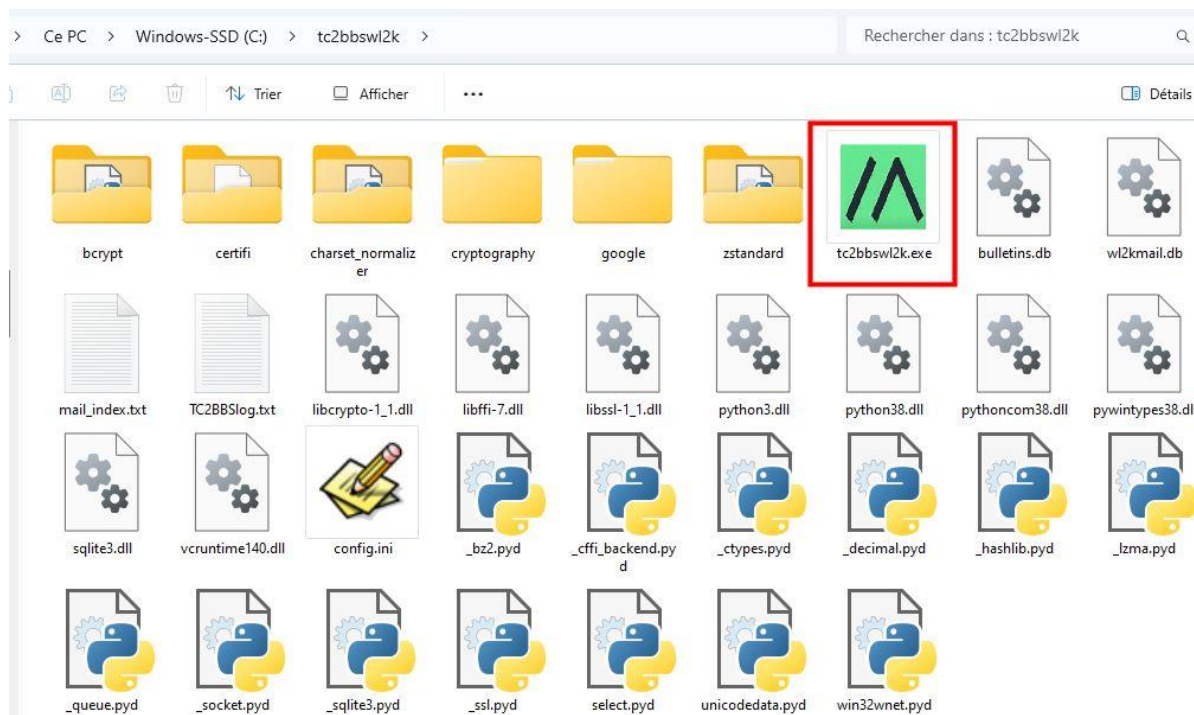 > Ce PC > Windows-SSD (C:) > tc2bbswl2k > Rechercher dans : tc2bbswl2k
Trier Afficher ... Détails
bcrypt certifi charset_normaliz cryptography google zstandard tc2bbswl2k.exe bulletins.db wl2kmail.db
er
mail_index.txt TC2BBSlog.txt libcrypto-1_1.dll libffi-7.dll libssl-1_1.dll python3.dll python38.dll pythoncom38.dll pywintypes38.dl
sqlite3.dll vcruntime140.dll config.ini _bz2.pyd _cffi_backend.py _ctypes.pyd _decimal.pyd _hashlib.pyd _lzma.pyd
d
_queue.pyd _socket.pyd _sqlite3.pyd _ssl.pyd select.pyd unicodedata.pyd win32wnet.pyd